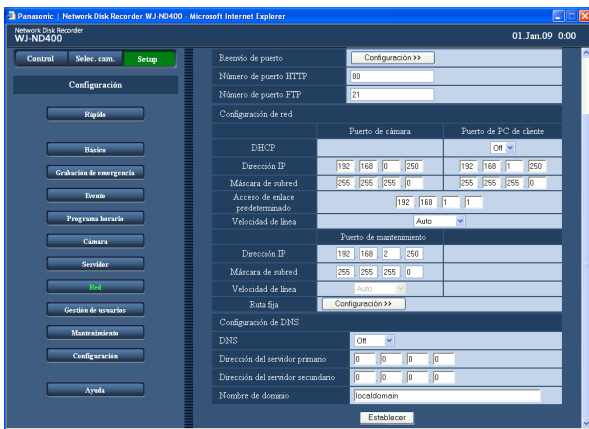 Panasonic | Network Disk Recorder WJ-ND400 - Microsoft Internet Explorer
Network Disk Recorder
WJ-ND400
01.Jan.09 0:00
Control Selec. cam. Setup
Configuración
Rápido
Básico
Grabación de emergencia
Evento
Programa horario
Cámara
Servidor
Red
Gestión de usuarios
Mantenimiento
Configuración
Ayuda
Reenvío de puerto Configuración >>
Número de puerto HTTP 80
Número de puerto FTP 21
Configuración de red
Puerto de cámara Puerto de PC de cliente
DHCP Off
Dirección IP 192 .168 .0 .250 192 .168 .1 .250
Máscara de subred 255 .255 .255 .0 255 .255 .255 .0
Acceso de enlace
predeterminado 192 .168 .1 .1
Velocidad de línea Auto
Puerto de mantenimiento
Dirección IP 192 .168 .2 .250
Máscara de subred 255 .255 .255 .0
Velocidad de línea Auto
Ruta fija Configuración >>
Configuración de DNS
DNS Off
Dirección del servidor primario 0 .0 .0 .0
Dirección del servidor secundario 0 .0 .0 .0
Nombre de dominio localdomain
Establecer